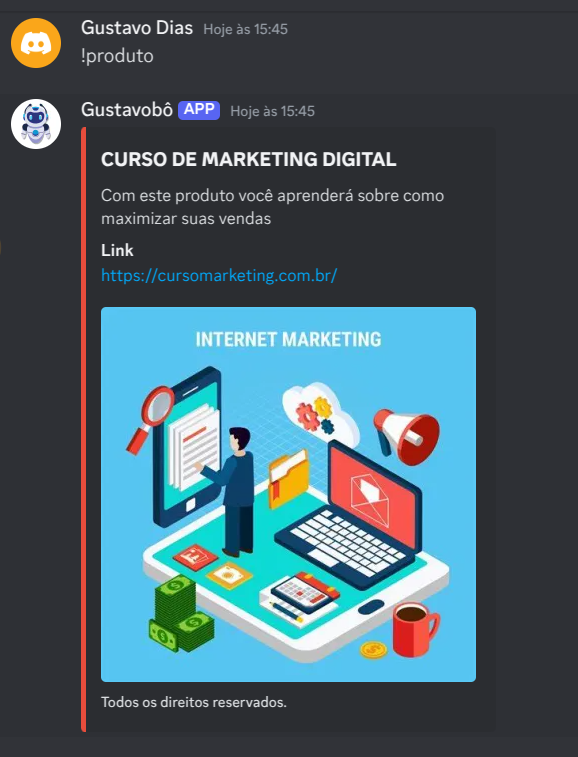 Gustavo Dias Hoje às 15:45
!produto
Gustavobô APP Hoje às 15:45
CURSO DE MARKETING DIGITAL
Com este produto você aprenderá sobre como
maximizar suas vendas
Link
https://cursomarketing.com.br/
INTERNET MARKETING
Todos os direitos reservados.